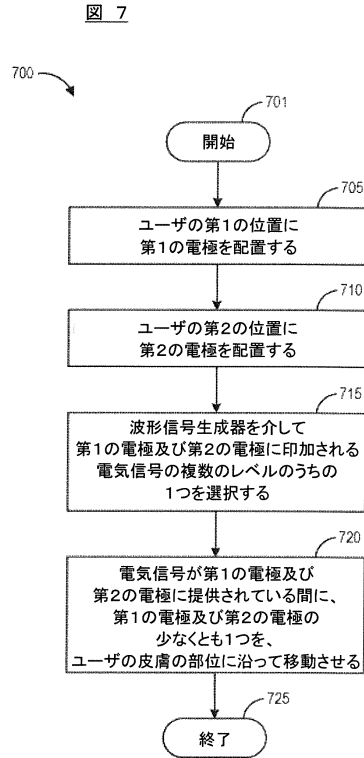 図 7
700
701
開始
705
ユーザの第1の位置に
第1の電極を配置する
710
ユーザの第2の位置に
第2の電極を配置する
715
波形信号生成器を介して
第1の電極及び第2の電極に印加される
電気信号の複数のレベルのうちの
1つを選択する
720
電気信号が第1の電極及び
第2の電極に提供されている間に、
第1の電極及び第2の電極の
少なくとも1つを、
ユーザの皮膚の部位に沿って移動させる
725
終了